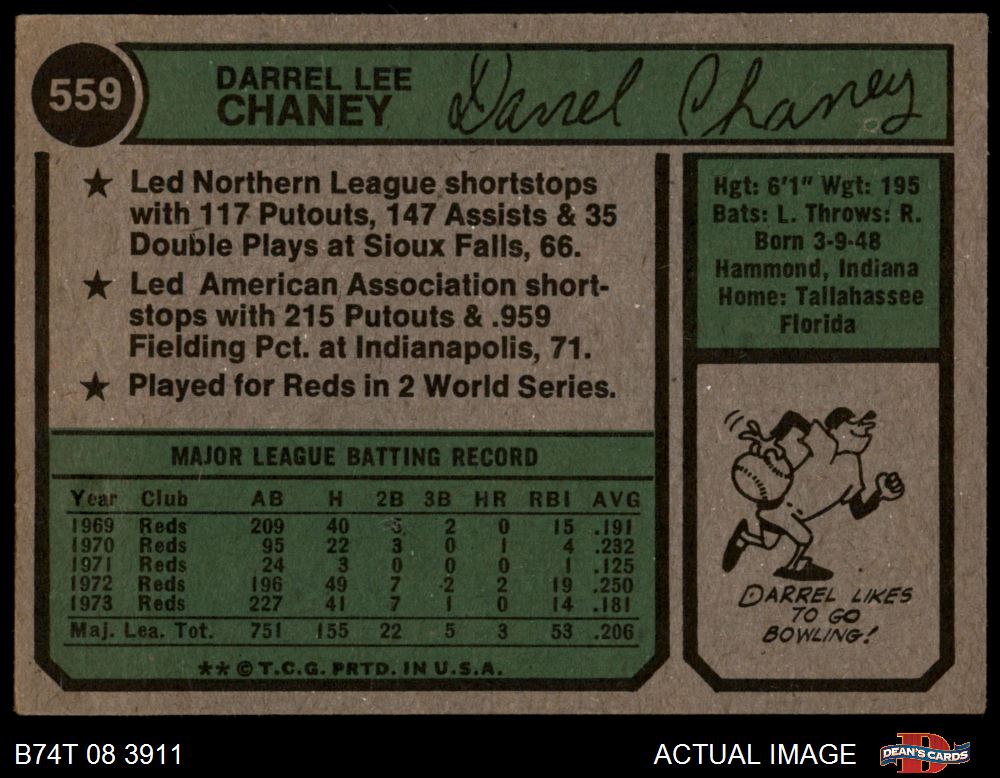 559
DARREL LEE
CHANEY
Darrel Chaney
★ Led Northern League shortstops
with 117 Putouts, 147 Assists & 35
Double Plays at Sioux Falls, 66.
★ Led American Association short-
stops with 215 Putouts & .959
Fielding Pct. at Indianapolis, 71.
★ Played for Reds in 2 World Series.
MAJOR LEAGUE BATTING RECORD
Year Club AB H 2B 3B HR RBI AVG
1969 Reds 209 40 5 2 0 15 .191
1970 Reds 95 22 3 0 1 4 .232
1971 Reds 24 3 0 0 0 1 .125
1972 Reds 196 49 7 2 2 19 .250
1973 Reds 227 41 7 1 0 14 .181
Maj. Lea. Tot. 751 155 22 5 3 53 .206
★★ © T.C.G. PRTD. IN U.S.A.
Hgt: 6'1" Wgt: 195
Bats: L. Throws: R.
Born 3-9-48
Hammond, Indiana
Home: Tallahassee
Florida
DARREL LIKES
TO GO
BOWLING!
B74T 08 3911
ACTUAL IMAGE
DEAN'S CARDS